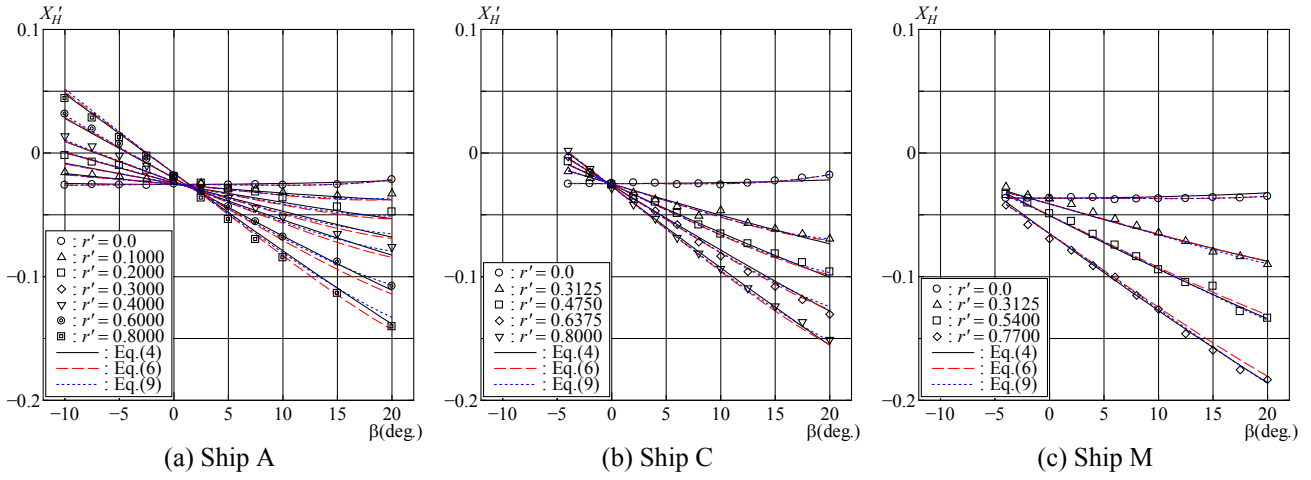 X_H′
0.1
0
−0.1
−0.2
○ : r′ = 0.0
△ : r′ = 0.1000
□ : r′ = 0.2000
◇ : r′ = 0.3000
▽ : r′ = 0.4000
◎ : r′ = 0.6000
▣ : r′ = 0.8000
: Eq.(4)
: Eq.(6)
: Eq.(9)
−10 −5 0 5 10 15 20
β(deg.)
(a) Ship A
X_H′
0.1
0
−0.1
−0.2
○ : r′ = 0.0
△ : r′ = 0.3125
□ : r′ = 0.4750
◇ : r′ = 0.6375
▽ : r′ = 0.8000
: Eq.(4)
: Eq.(6)
: Eq.(9)
−10 −5 0 5 10 15 20
β(deg.)
(b) Ship C
X_H′
0.1
0
−0.1
−0.2
○ : r′ = 0.0
△ : r′ = 0.3125
□ : r′ = 0.5400
◇ : r′ = 0.7700
: Eq.(4)
: Eq.(6)
: Eq.(9)
−10 −5 0 5 10 15 20
β(deg.)
(c) Ship M